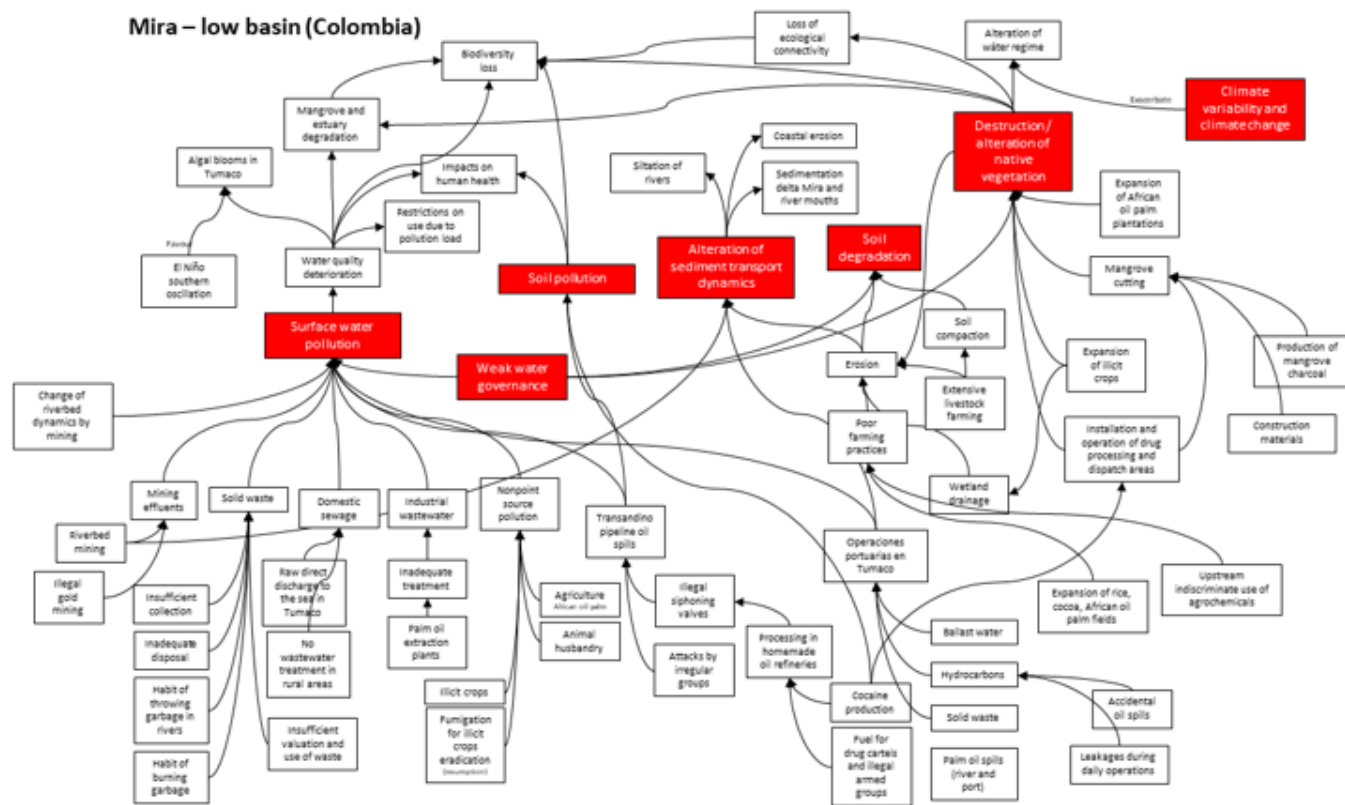 Mira – low basin (Colombia)
Loss of
ecological
connectivity
Alteration of
water regime
Biodiversity
loss
Exacerbate
Climate
variability and
climate change
Mangrove and
estuary
degradation
Destruction/
alteration of
native
vegetation
Coastal erosion
Algal blooms in
Tumaco
Impacts on
human health
Siltation of
rivers
Sedimentation
delta Mira and
river mouths
Expansion
of African
oil palm
plantations
Restrictions on
use due to
pollution load
Favour
El Niño
southern
oscilation
Water quality
deterioration
Soil pollution
Alteration of
sediment transport
dynamics
Soil
degradation
Mangrove
cutting
Surface water
pollution
Soil
compaction
Production of
mangrove
charcoal
Weak water
governance
Erosion
Expansion
of illicit
crops
Change of
riverbed
dynamics by
mining
Extensive
livestock
farming
Poor
farming
practices
Installation and
operation of drug
processing and
dispatch areas
Construction
materials
Mining
effluents
Solid waste
Domestic
sewage
Industrial
wastewater
Nonpoint
source
pollution
Wetland
drainage
Transandino
pipeline oil
spills
Riverbed
mining
Operaciones
portuarias en
Tumaco
Illegal
gold
mining
Insufficient
collection
Raw direct
discharge to
the sea in
Tumaco
Inadequate
treatment
Agriculture
African oil palm
Illegal
siphoning
valves
Expansion of rice,
cocoa, African oil
palm fields
Upstream
indiscriminate use of
agrochemicals
Inadequate
disposal
No
wastewater
treatment in
rural areas
Palm oil
extraction
plants
Animal
husbandry
Processing in
homemade
oil refineries
Ballast water
Attacks by
irregular
groups
Hydrocarbons
Habit of
throwing
garbage in
rivers
Illicit crops
Cocaine
production
Accidental
oil spills
Solid waste
Insufficient
valuation and
use of waste
Fumigation
for illicit
crops
eradication
(resumption)
Fuel for
drug cartels
and illegal
armed
groups
Habit of
burning
garbage
Palm oil spills
(river and
port)
Leakages during
daily operations